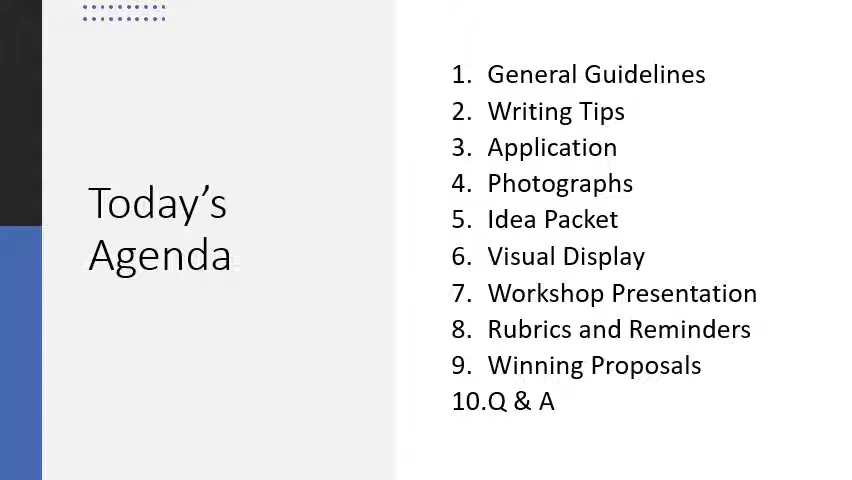 Today’s
Agenda
1. General Guidelines
2. Writing Tips
3. Application
4. Photographs
5. Idea Packet
6. Visual Display
7. Workshop Presentation
8. Rubrics and Reminders
9. Winning Proposals
10.Q & A